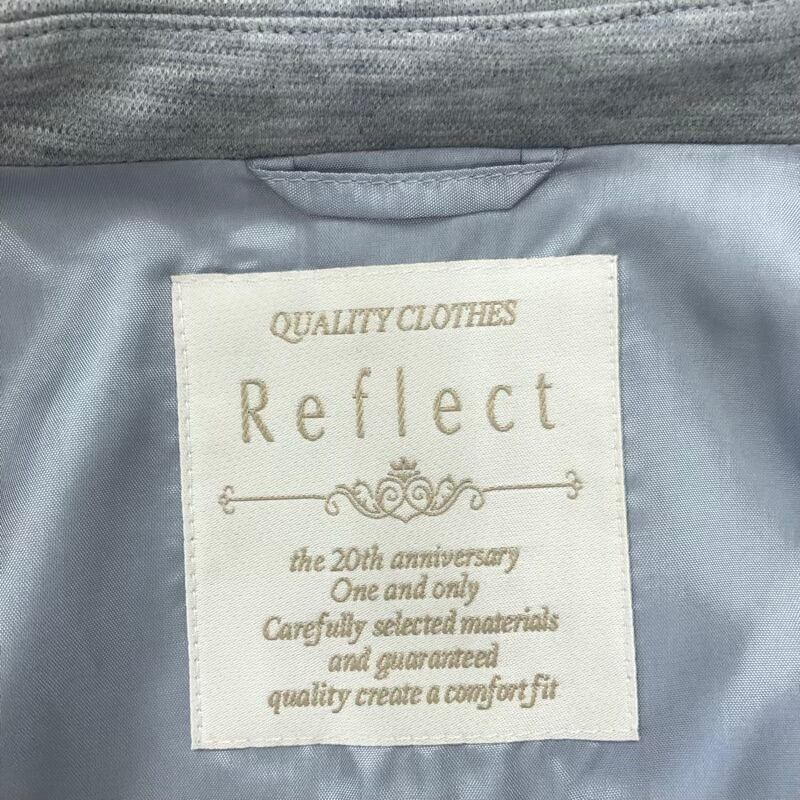 QUALITY CLOTHES
Reflect
the 20th anniversary
One and only
Carefully selected materials
and guaranteed
quality create a comfort fit